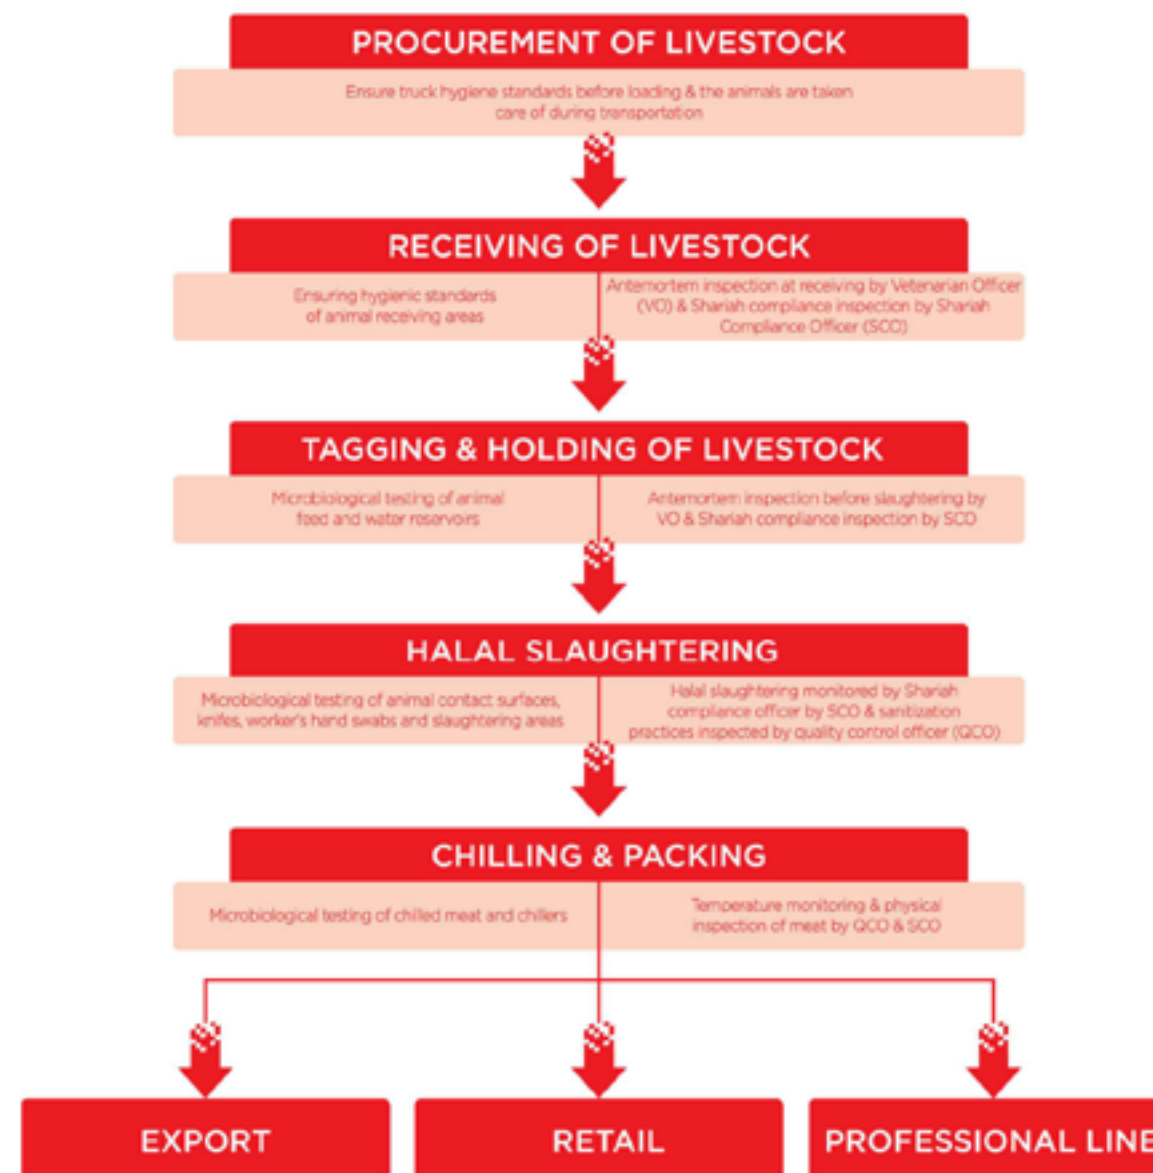 PROCUREMENT OF LIVESTOCK
Ensure truck hygiene standards before loading & the animals are taken
care of during transportation
RECEIVING OF LIVESTOCK
Ensuring hygienic standards
of animal receiving areas
Antemortem inspection at receiving by Vetenarian Officer
(VO) & Shariah compliance inspection by Shariah
Compliance Officer (SCO)
TAGGING & HOLDING OF LIVESTOCK
Microbiological testing of animal
feed and water reservoirs
Antemortem inspection before slaughtering by
VO & Shariah compliance inspection by SCO
HALAL SLAUGHTERING
Microbiological testing of animal contact surfaces,
knifes, worker's hand swabs and slaughtering areas
Halal slaughtering monitored by Shariah
compliance officer by SCO & sanitization
practices inspected by quality control officer (QCO)
CHILLING & PACKING
Microbiological testing of chilled meat and chillers
Temperature monitoring & physical
inspection of meat by QCO & SCO
EXPORT
RETAIL
PROFESSIONAL LINE